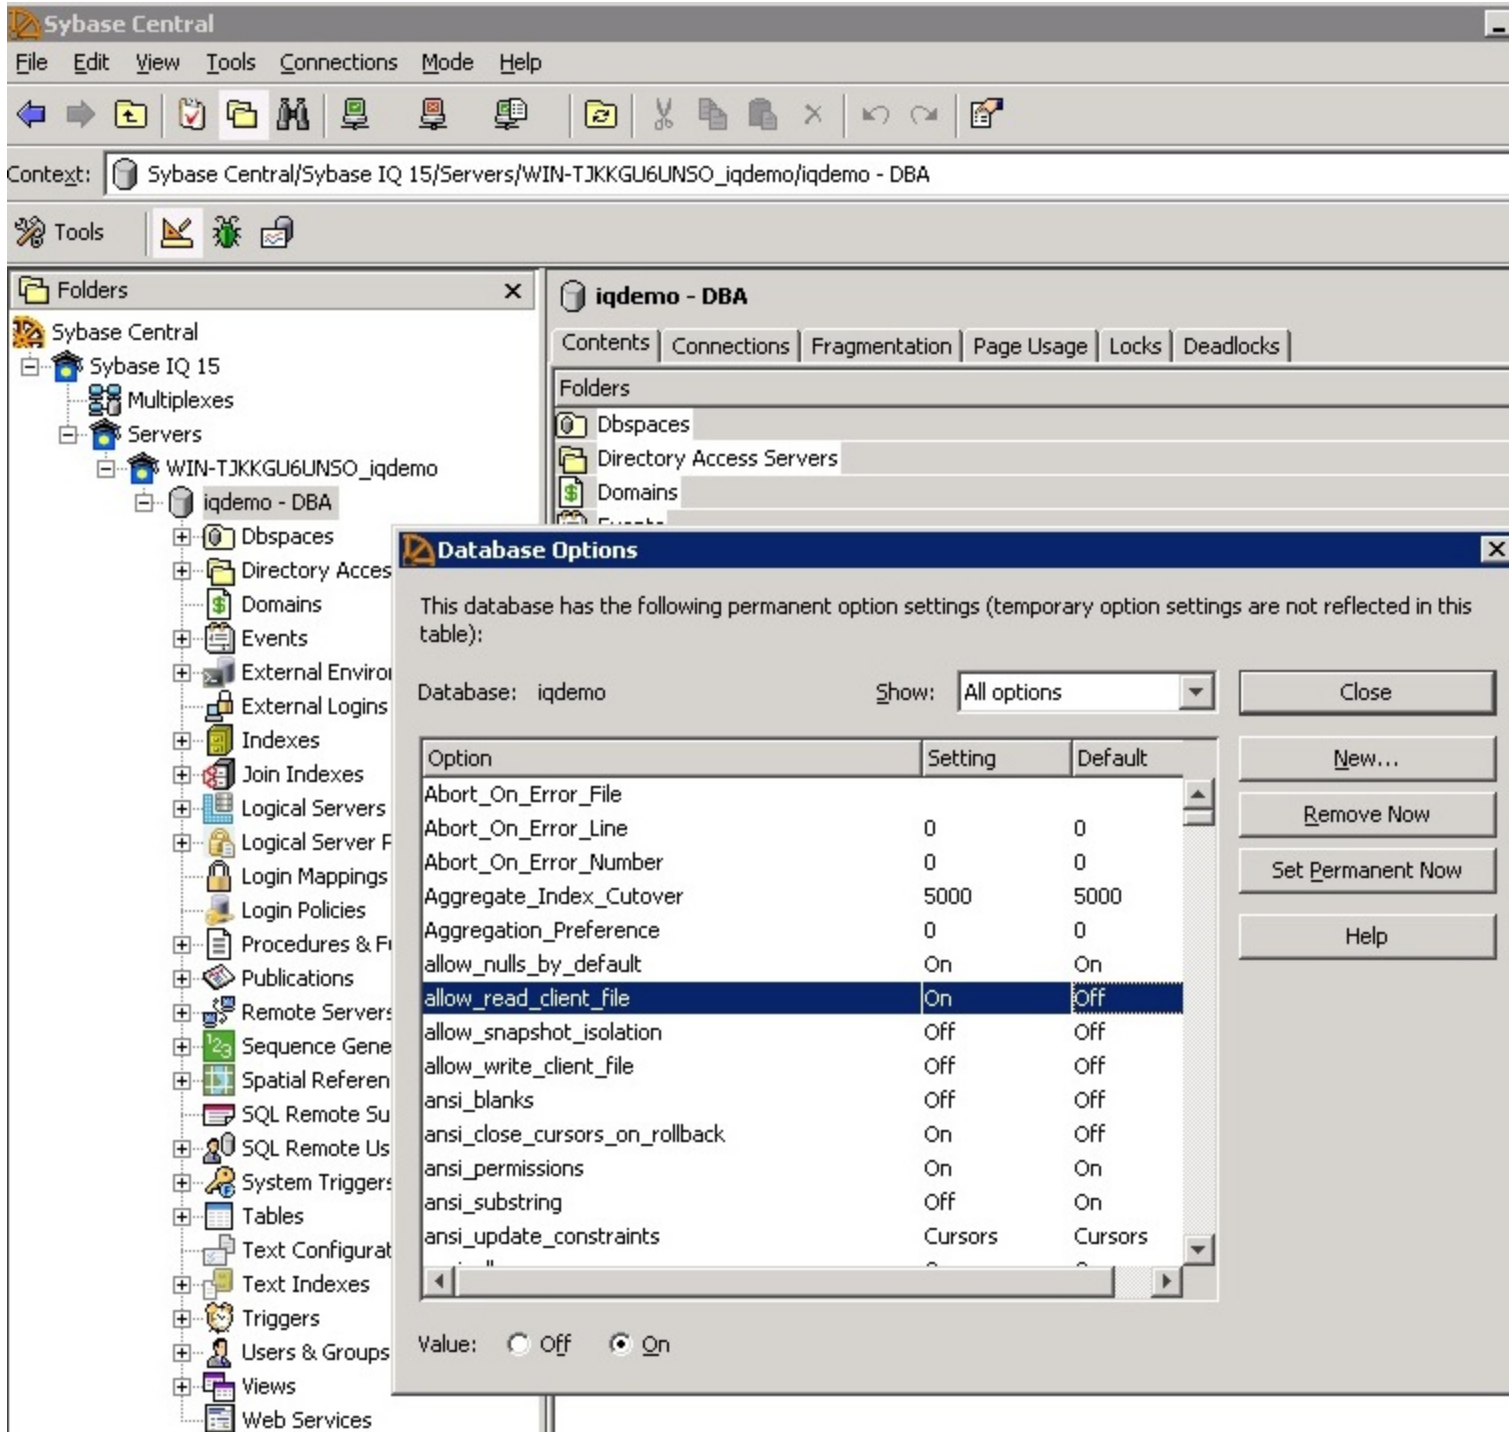 Sybase Central
File Edit View Tools Connections Mode Help
Context: Sybase Central/Sybase IQ 15/Servers/WIN-TJKKGU6UNSO_iqdemo/iqdemo - DBA
Tools
Folders
Sybase Central
Sybase IQ 15
Multiplexes
Servers
WIN-TJKKGU6UNSO_iqdemo
iqdemo - DBA
Dbspaces
Directory Acces
Domains
Events
External Enviro
External Logins
Indexes
Join Indexes
Logical Servers
Logical Server P
Login Mappings
Login Policies
Procedures & F
Publications
Remote Servers
Sequence Gene
Spatial Referen
SQL Remote Su
SQL Remote Us
System Triggers
Tables
Text Configurat
Text Indexes
Triggers
Users & Groups
Views
Web Services
iqdemo - DBA
Contents Connections Fragmentation Page Usage Locks Deadlocks
Folders
Dbspaces
Directory Access Servers
Domains
Events
Database Options
This database has the following permanent option settings (temporary option settings are not reflected in this
table):
Database: iqdemo Show: All options Close
Option Setting Default
Abort_On_Error_File
Abort_On_Error_Line 0 0
Abort_On_Error_Number 0 0
Aggregate_Index_Cutover 5000 5000
Aggregation_Preference 0 0
allow_nulls_by_default On On
allow_read_client_file On Off
allow_snapshot_isolation Off Off
allow_write_client_file Off Off
ansi_blanks Off Off
ansi_close_cursors_on_rollback On Off
ansi_permissions On On
ansi_substring Off On
ansi_update_constraints Cursors Cursors
New...
Remove Now
Set Permanent Now
Help
Value: Off On